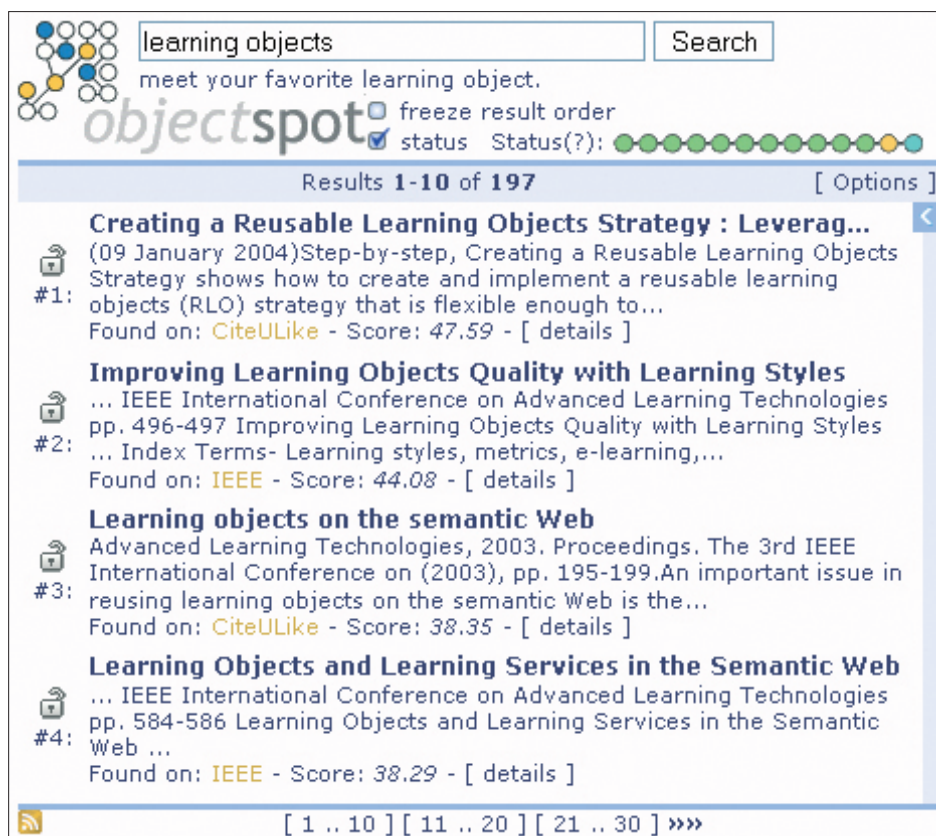 learning objects
Search
meet your favorite learning object.
objectspot
freeze result order
status Status(?):
Results 1-10 of 197
[ Options ]
Creating a Reusable Learning Objects Strategy : Leverag...
(09 January 2004)Step-by-step, Creating a Reusable Learning Objects
Strategy shows how to create and implement a reusable learning
#1:
objects (RLO) strategy that is flexible enough to...
Found on: CiteULike - Score: 47.59 - [ details ]
Improving Learning Objects Quality with Learning Styles
... IEEE International Conference on Advanced Learning Technologies
pp. 496-497 Improving Learning Objects Quality with Learning Styles
#2:
... Index Terms- Learning styles, metrics, e-learning,...
Found on: IEEE - Score: 44.08 - [ details ]
Learning objects on the semantic Web
Advanced Learning Technologies, 2003. Proceedings. The 3rd IEEE
International Conference on (2003), pp. 195-199.An important issue in
#3:
reusing learning objects on the semantic Web is the...
Found on: CiteULike - Score: 38.35 - [ details ]
Learning Objects and Learning Services in the Semantic Web
... IEEE International Conference on Advanced Learning Technologies
pp. 584-586 Learning Objects and Learning Services in the Semantic
#4:
Web ...
Found on: IEEE - Score: 38.29 - [ details ]
[ 1 .. 10 ] [ 11 .. 20 ] [ 21 .. 30 ] »»